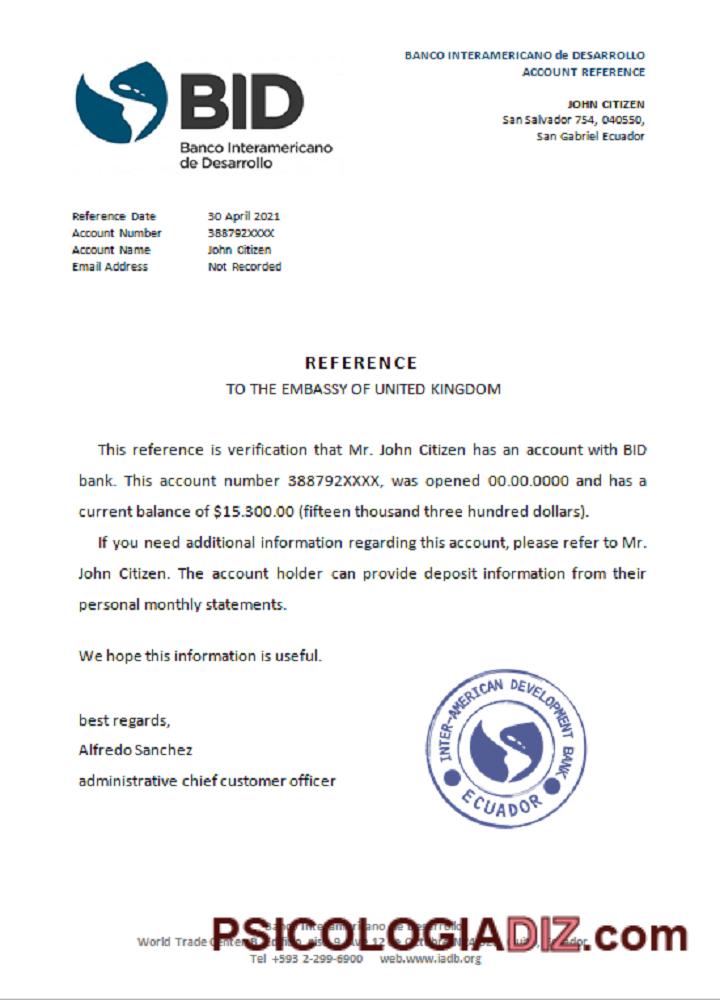 BID
Banco Interamericano
de Desarrollo
BANCO INTERAMERICANO de DESARROLLO
ACCOUNT REFERENCE
JOHN CITIZEN
San Salvador 754, 040550,
San Gabriel Ecuador
Reference Date 30 April 2021
Account Number 388792XXXX
Account Name John Citizen
Email Address Not Recorded
REFERENCE
TO THE EMBASSY OF UNITED KINGDOM
This reference is verification that Mr. John Citizen has an account with BID
bank. This account number 388792XXXX, was opened 00.00.0000 and has a
current balance of $15.300.00 (fifteen thousand three hundred dollars).
If you need additional information regarding this account, please refer to Mr.
John Citizen. The account holder can provide deposit information from their
personal monthly statements.
We hope this information is useful.
best regards,
Alfredo Sanchez
administrative chief customer officer
INTER-AMERICAN DEVELOPMENT BANK
ECUADOR
Banco Interamericano de Desarrollo
PSICOLOGIADIZ.com
World Trade Center B, 12 de Octubre
Tel +593 2-299-6900 web.www.iadb.org